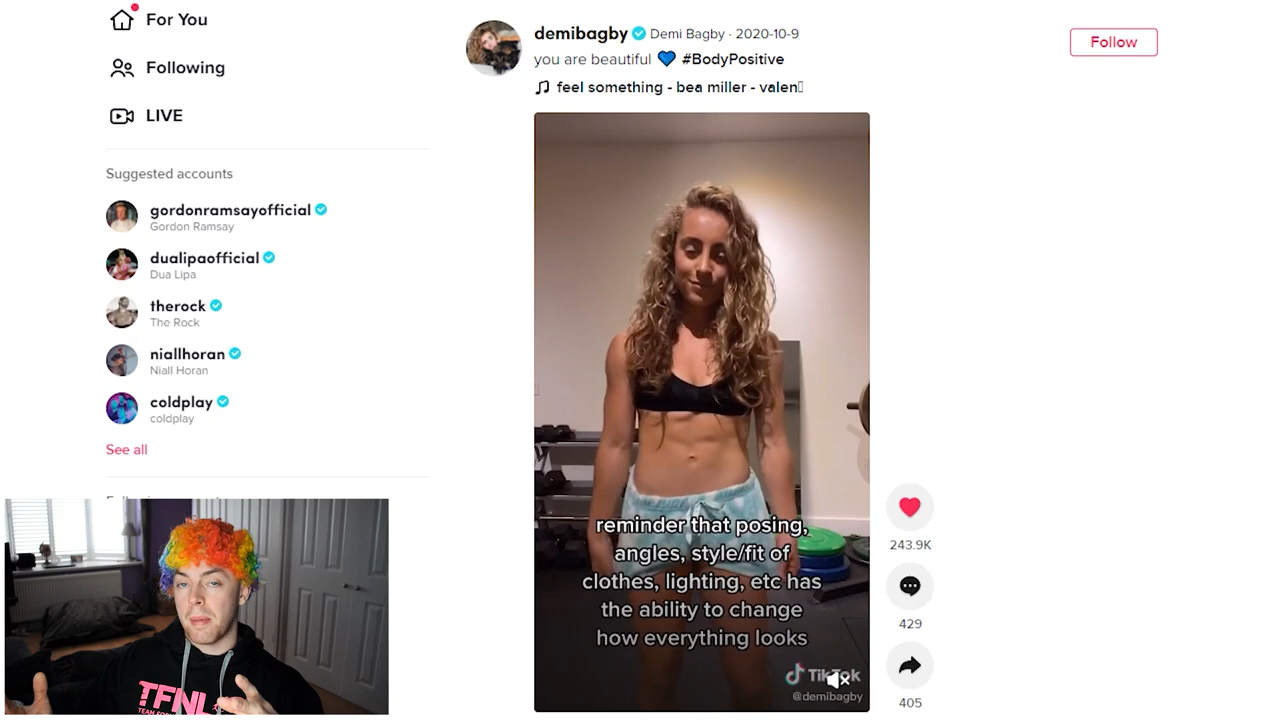 For You
Following
LIVE
Suggested accounts
gordonramsayofficial
Gordon Ramsay
dualipaofficial
Dua Lipa
therock
The Rock
niallhoran
Niall Horan
coldplay
coldplay
See all
demibagby Demi Bagby · 2020-10-9
Follow
you are beautiful 💙 #BodyPositive
feel something - bea miller - valen
reminder that posing,
angles, style/fit of
clothes, lighting, etc has
the ability to change
how everything looks
TikTok
@demibagby
243.9K
429
405
TFNL